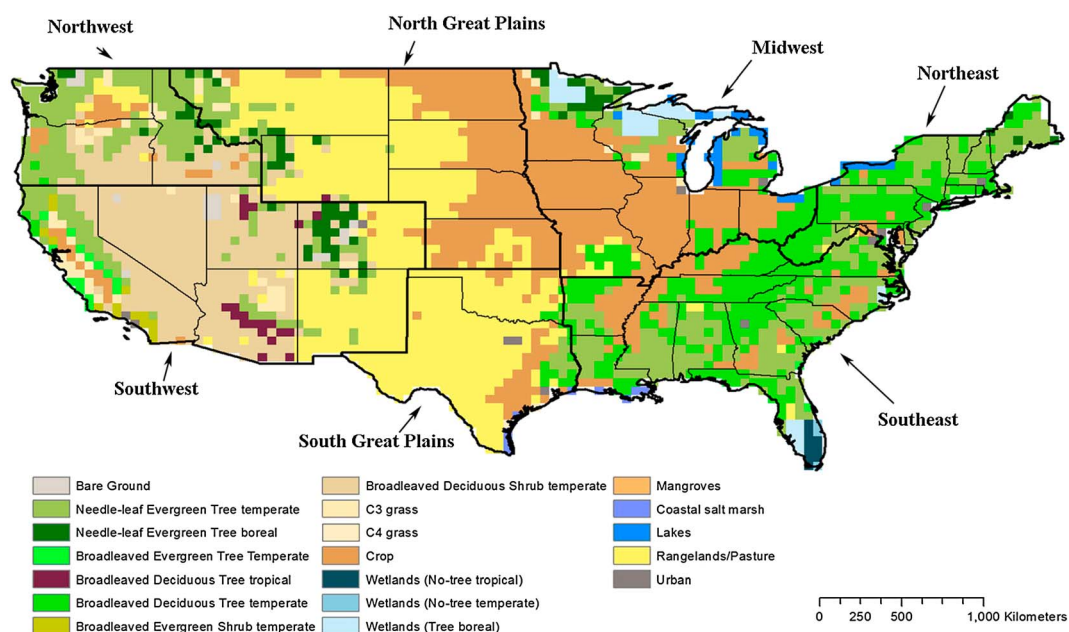 North Great Plains
Northwest
Midwest
Northeast
Southwest
South Great Plains
Southeast
Bare Ground
Needle-leaf Evergreen Tree temperate
Needle-leaf Evergreen Tree boreal
Broadleaved Evergreen Tree Temperate
Broadleaved Deciduous Tree tropical
Broadleaved Deciduous Tree temperate
Broadleaved Evergreen Shrub temperate
Broadleaved Deciduous Shrub temperate
C3 grass
C4 grass
Crop
Wetlands (No-tree tropical)
Wetlands (No-tree temperate)
Wetlands (Tree boreal)
Mangroves
Coastal salt marsh
Lakes
Rangelands/Pasture
Urban
0 250 500 1,000 Kilometers